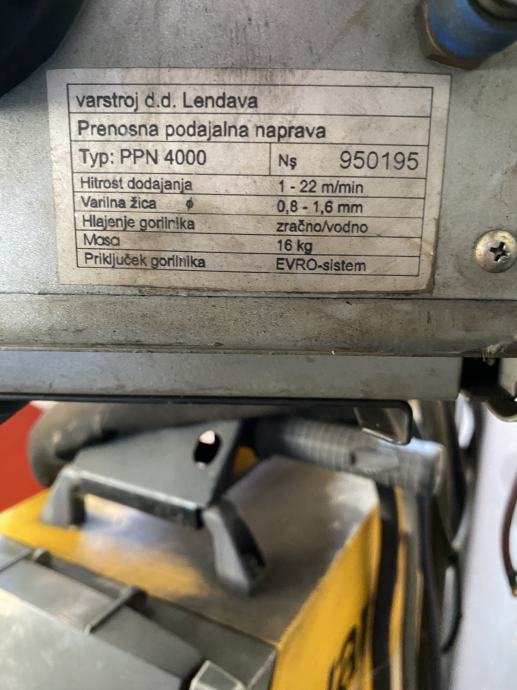 varstroj d.d. Lendava
Prenosna podajalna naprava
Typ: PPN 4000 Nş 950195
Hitrost dodajanja 1 - 22 m/min
Varilna žica ø 0,8 - 1,6 mm
Hlajenje gorilnika zračno/vodno
Masa 16 kg
Priključek gorilnika EVRO-sistem